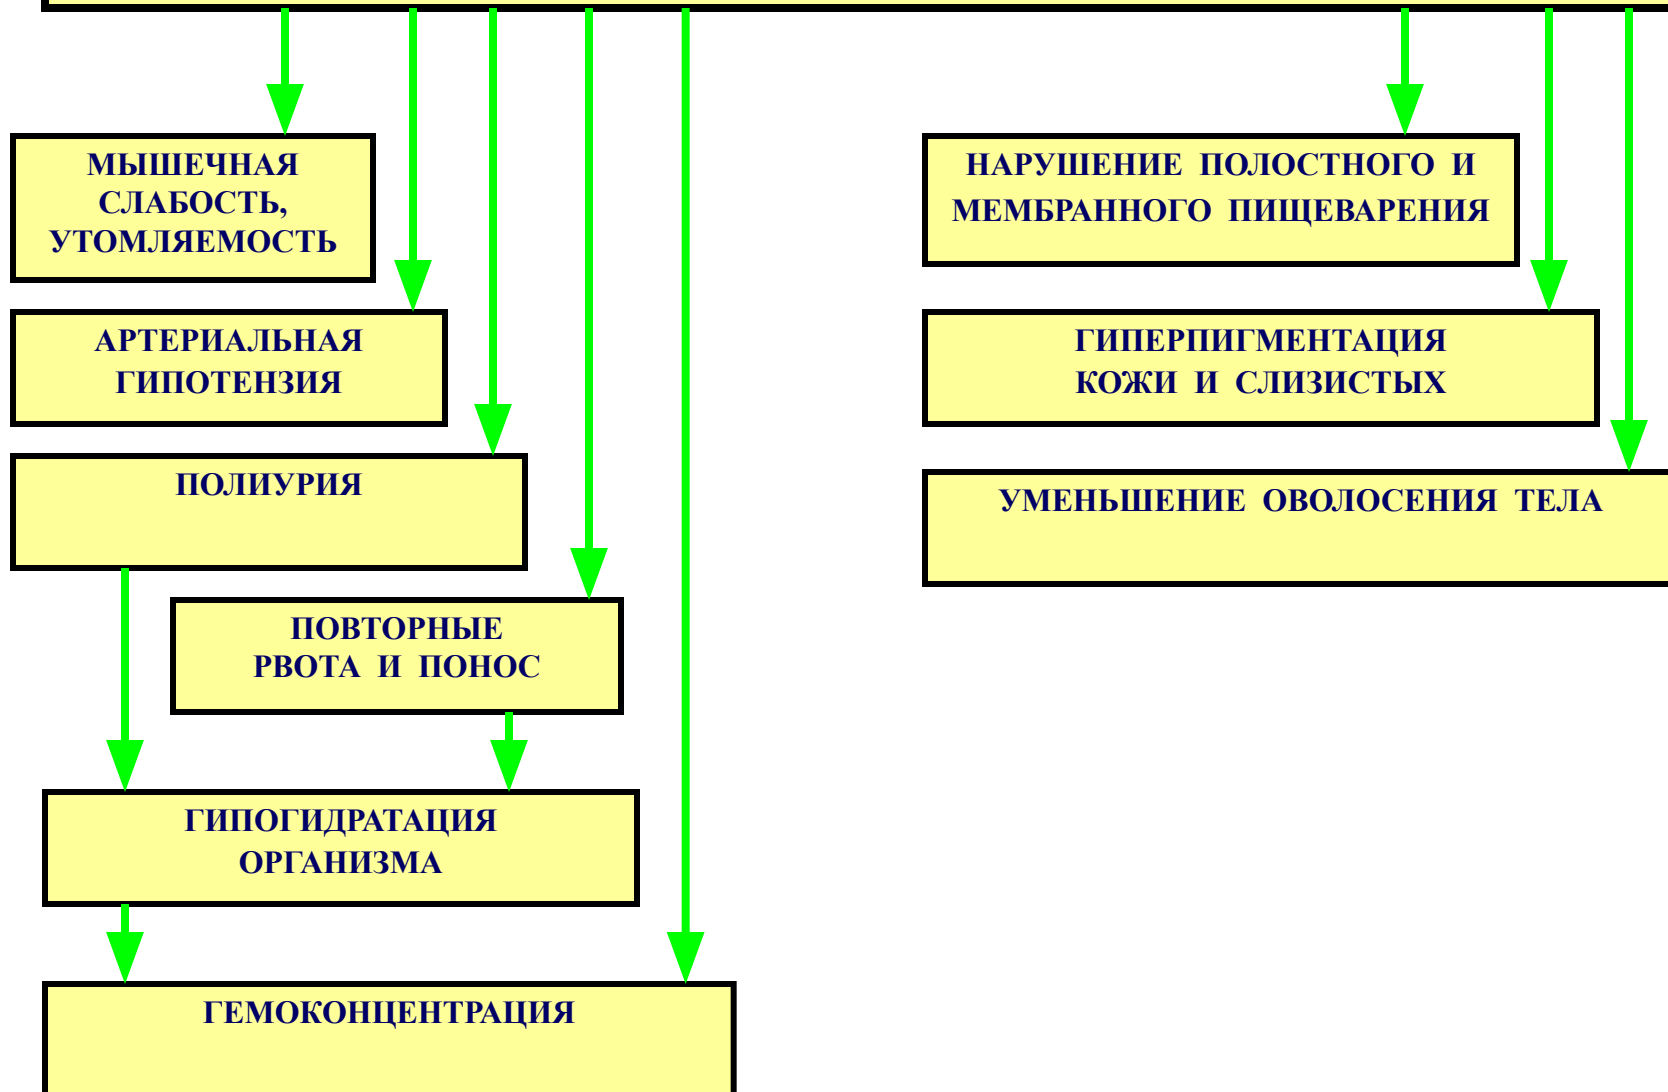 МЫШЕЧНАЯ
СЛАБОСТЬ,
УТОМЛЯЕМОСТЬ
АРТЕРИАЛЬНАЯ
ГИПОТЕНЗИЯ
ПОЛИУРИЯ
ПОВТОРНЫЕ
РВОТА И ПОНОС
ГИПОГИДРАТАЦИЯ
ОРГАНИЗМА
ГЕМОКОНЦЕНТРАЦИЯ
НАРУШЕНИЕ ПОЛОСТНОГО И
МЕМБРАННОГО ПИЩЕВАРЕНИЯ
ГИПЕРПИГМЕНТАЦИЯ
КОЖИ И СЛИЗИСТЫХ
УМЕНЬШЕНИЕ ОВОЛОСЕНИЯ ТЕЛА